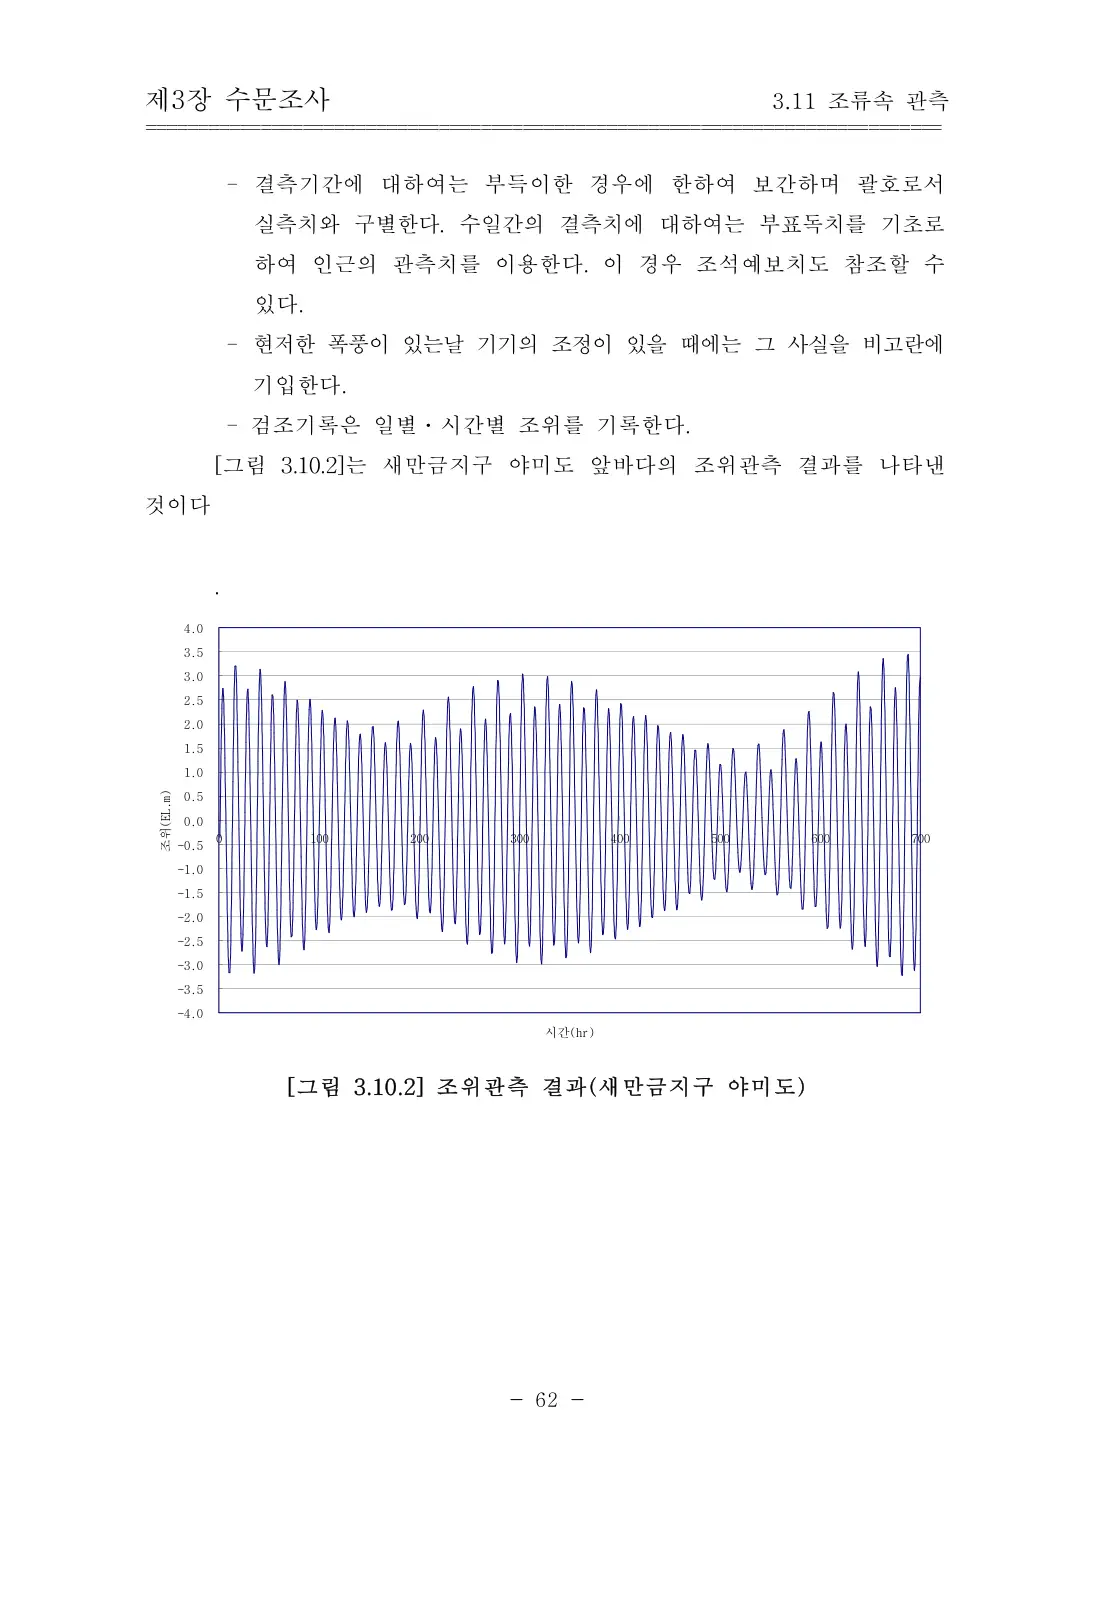 제3장 수문조사 3.11 조류속 관측
================================================================================
- 결측기간에 대하여는 부득이한 경우에 한하여 보간하며 괄호로서
실측치와 구별한다. 수일간의 결측치에 대하여는 부표독치를 기초로
하여 인근의 관측치를 이용한다. 이 경우 조석예보치도 참조할 수
있다.
- 현저한 폭풍이 있는날 기기의 조정이 있을 때에는 그 사실을 비고란에
기입한다.
- 검조기록은 일별·시간별 조위를 기록한다.
[그림 3.10.2]는 새만금지구 야미도 앞바다의 조위관측 결과를 나타낸
것이다
.
4.0
3.5
3.0
2.5
2.0
1.5
1.0
0.5
0.0
-0.5
-1.0
-1.5
-2.0
-2.5
-3.0
-3.5
-4.0
조위(EL.m)
0 100 200 300 400 500 600 700
시간(hr)
[그림 3.10.2] 조위관측 결과(새만금지구 야미도)
- 62 -